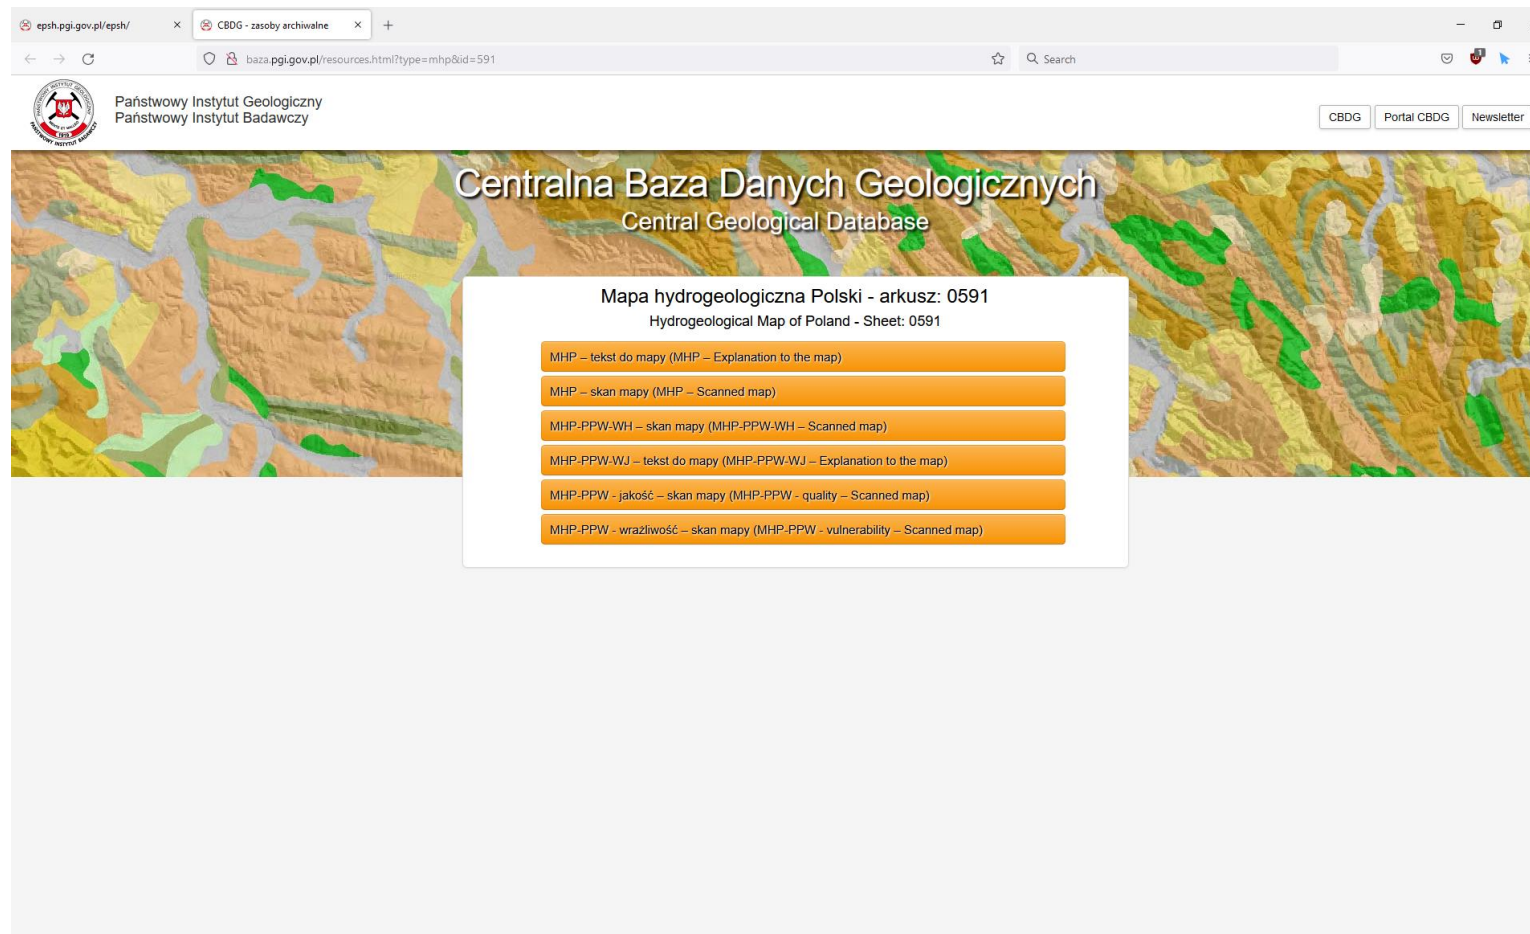 epsh.pgi.gov.pl/epsh/
CBDG - zasoby archiwalne
baza.pgi.gov.pl/resources.html?type=mhp&id=591
Search
1
Państwowy Instytut Geologiczny
Państwowy Instytut Badawczy
CBDG
Portal CBDG
Newsletter
Centralna Baza Danych Geologicznych
Central Geological Database
Mapa hydrogeologiczna Polski - arkusz: 0591
Hydrogeological Map of Poland - Sheet: 0591
MHP – tekst do mapy (MHP – Explanation to the map)
MHP – skan mapy (MHP – Scanned map)
MHP-PPW-WH – skan mapy (MHP-PPW-WH – Scanned map)
MHP-PPW-WJ – tekst do mapy (MHP-PPW-WJ – Explanation to the map)
MHP-PPW - jakość – skan mapy (MHP-PPW - quality – Scanned map)
MHP-PPW - wrażliwość – skan mapy (MHP-PPW - vulnerability – Scanned map)